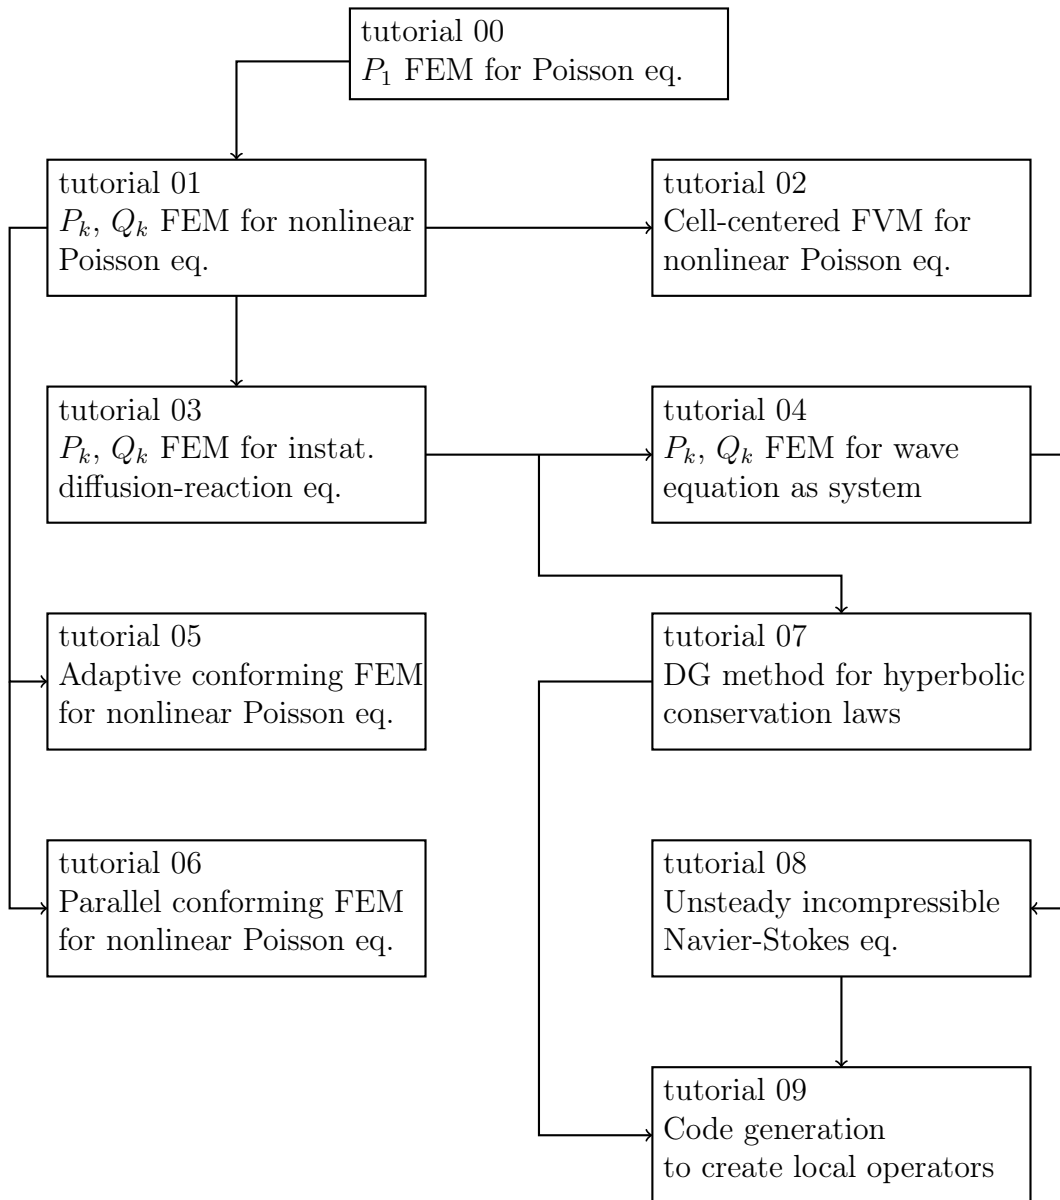 tutorial 00
P₁ FEM for Poisson eq.
tutorial 01
Pₖ, Qₖ FEM for nonlinear
Poisson eq.
tutorial 02
Cell-centered FVM for
nonlinear Poisson eq.
tutorial 03
Pₖ, Qₖ FEM for instat.
diffusion-reaction eq.
tutorial 04
Pₖ, Qₖ FEM for wave
equation as system
tutorial 05
Adaptive conforming FEM
for nonlinear Poisson eq.
tutorial 07
DG method for hyperbolic
conservation laws
tutorial 06
Parallel conforming FEM
for nonlinear Poisson eq.
tutorial 08
Unsteady incompressible
Navier-Stokes eq.
tutorial 09
Code generation
to create local operators